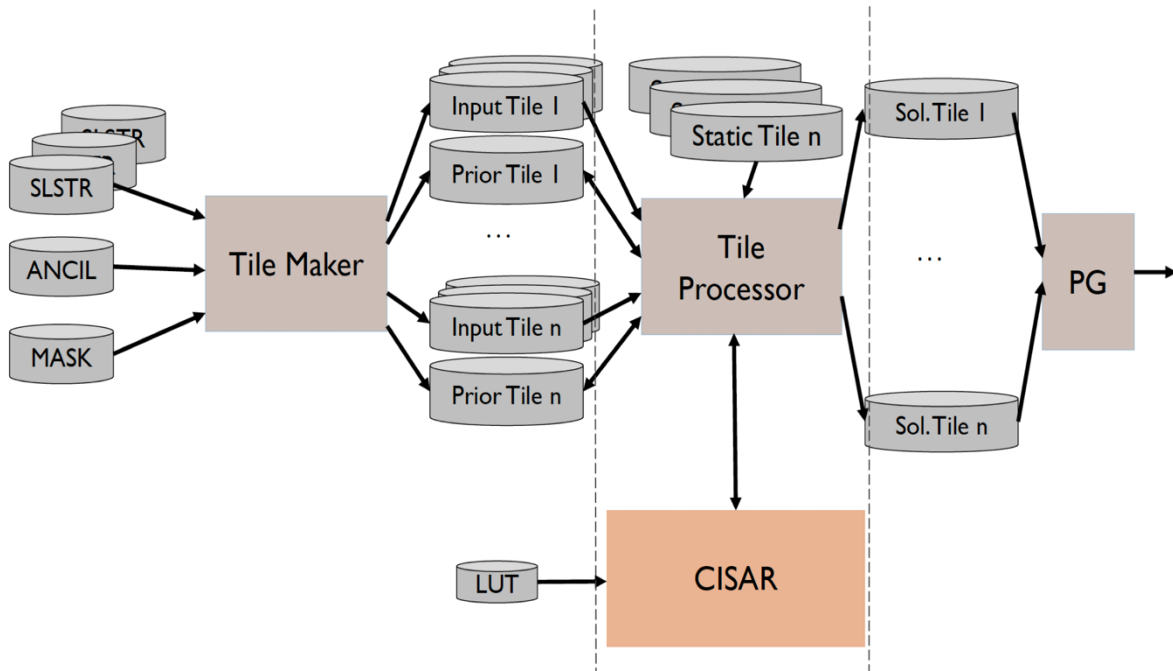 Input Tile 1
Static Tile n
Sol. Tile 1
SLSTR
SLSTR
Prior Tile 1
...
Tile Maker
Tile
Processor
...
ANCIL
PG
Input Tile n
MASK
Prior Tile n
Sol. Tile n
LUT
CISAR